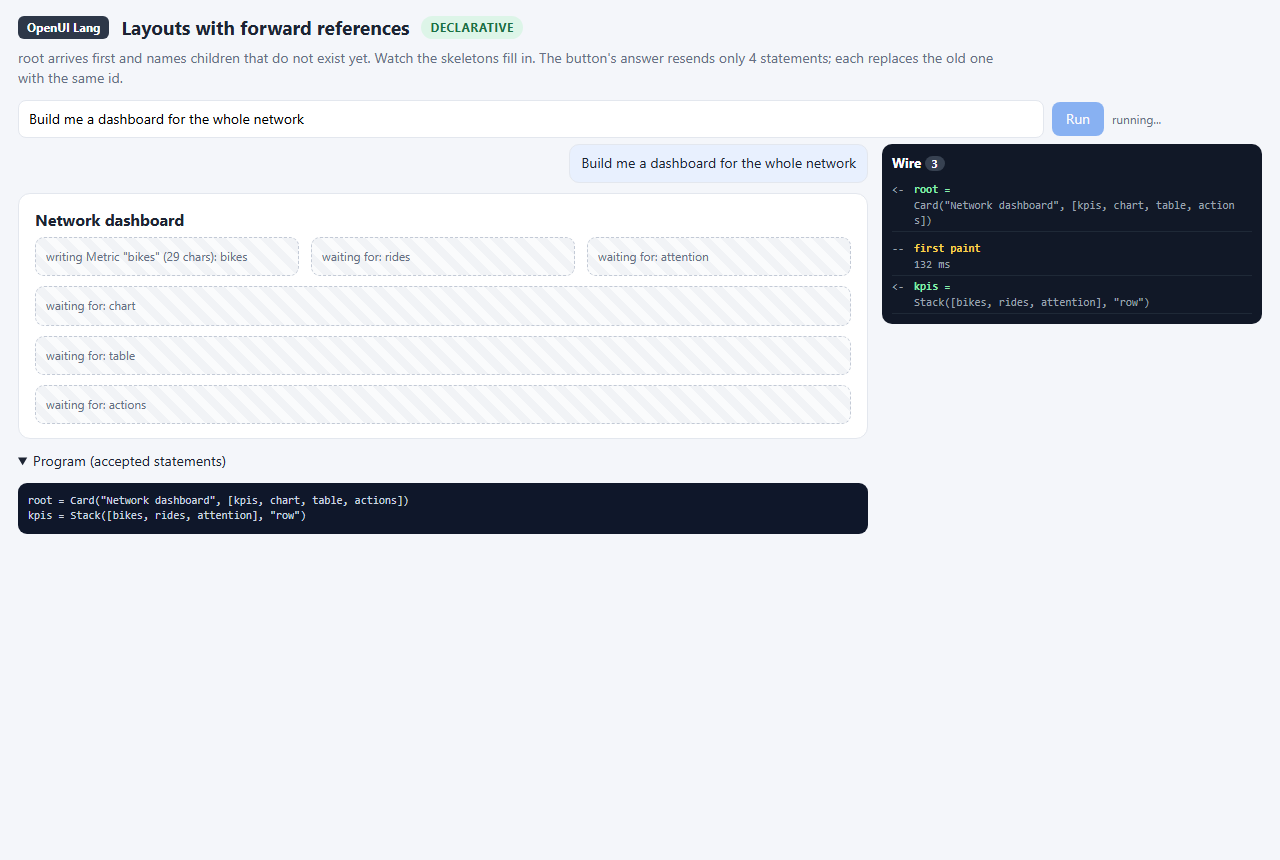 OpenUI Lang Layouts with forward references DECLARATIVE
root arrives first and names children that do not exist yet. Watch the skeletons fill in. The button's answer resends only 4 statements; each replaces the old one
with the same id.
Build me a dashboard for the whole network Run running...
Build me a dashboard for the whole network
Network dashboard
writing Metric "bikes" (29 chars): bikes
waiting for: rides
waiting for: attention
waiting for: chart
waiting for: table
waiting for: actions
▼ Program (accepted statements)
root = Card("Network dashboard", [kpis, chart, table, actions])
kpis = Stack([bikes, rides, attention], "row")
Wire 3
<- root =
Card("Network dashboard", [kpis, chart, table, action
s])
-- first paint
132 ms
<- kpis =
Stack([bikes, rides, attention], "row")